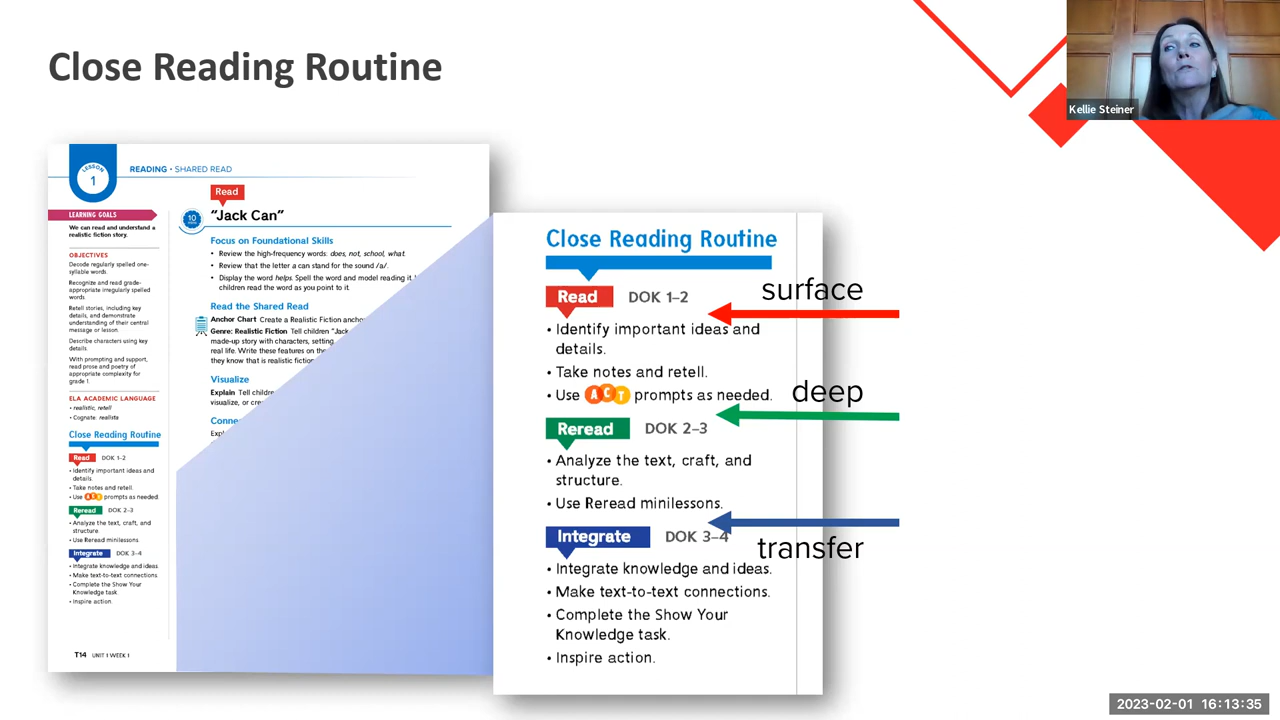 Close Reading Routine
Kellie Steiner
LESSON
1
READING • SHARED READ
LEARNING GOALS
We can read and understand a
realistic fiction story.
OBJECTIVES
Decode regularly spelled one-
syllable words.
Recognize and read grade-
appropriate irregularly spelled
words.
Retell stories, including key
details, and demonstrate
understanding of their central
message or lesson.
Describe characters using key
details.
With prompting and support,
read prose and poetry of
appropriate complexity for
grade 1.
ELA ACADEMIC LANGUAGE
• realistic, retell
• Cognate: realista
Close Reading Routine
Read DOK 1–2
• Identify important ideas and
details.
• Take notes and retell.
• Use ACT prompts as needed.
Reread DOK 2–3
• Analyze the text, craft, and
structure.
• Use Reread minilessons.
Integrate DOK 3–4
• Integrate knowledge and ideas.
• Make text-to-text connections.
• Complete the Show Your
Knowledge task.
• Inspire action.
T14 UNIT 1 WEEK 1
Read
10
"Jack Can"
Focus on Foundational Skills
• Review the high-frequency words: does, not, school, what.
• Review that the letter a can stand for the sound /a/.
• Display the word helps. Spell the word and model reading it.
children read the word as you point to it.
Read the Shared Read
Anchor Chart Create a Realistic Fiction
Genre: Realistic Fiction Tell children "Jack
made-up story with characters, setting,
real life. Write these features on
they know that is realistic
Visualize
Explain Tell
visualize, or
Close Reading Routine
Read DOK 1–2
• Identify important ideas and
details.
• Take notes and retell.
• Use ACT prompts as needed.
Reread DOK 2–3
• Analyze the text, craft, and
structure.
• Use Reread minilessons.
Integrate DOK 3–4
• Integrate knowledge and ideas.
• Make text-to-text connections.
• Complete the Show Your
Knowledge task.
• Inspire action.
surface
deep
transfer
2023-02-01 16:13:35